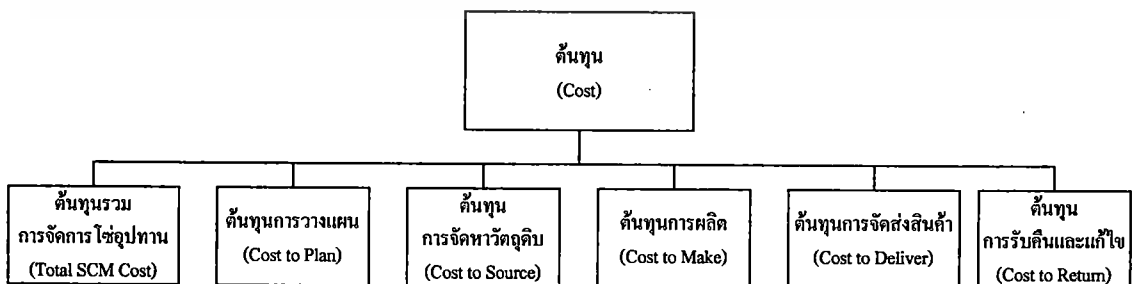 ต้นทุน
(Cost)
ต้นทุนรวม
การจัดการโซ่อุปทาน
(Total SCM Cost)
ต้นทุนการวางแผน
(Cost to Plan)
ต้นทุน
การจัดหาวัตถุดิบ
(Cost to Source)
ต้นทุนการผลิต
(Cost to Make)
ต้นทุนการจัดส่งสินค้า
(Cost to Deliver)
ต้นทุน
การรับคืนและแก้ไข
(Cost to Return)